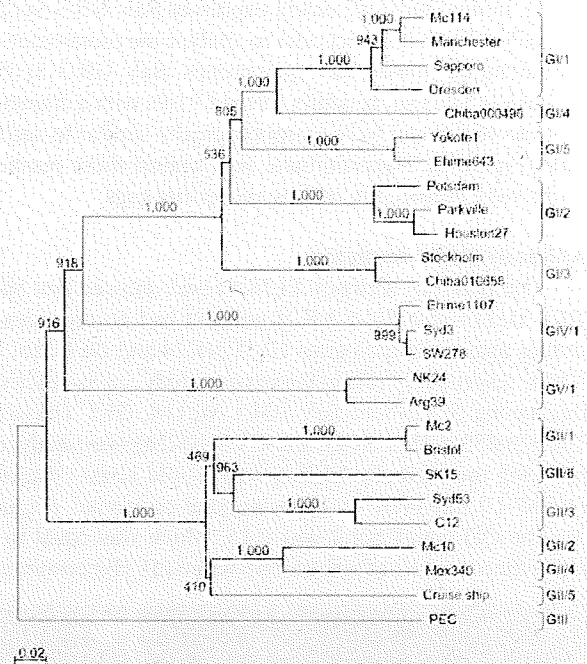 1,000
Mc114
943
Manchester
1,000
Sapporo
GI/1
Dresden
805
Chiba000496
GI/4
536
1,000
Yokote1
GI/5
Ehime643
1,000
Potsdam
1,000
Parkville
GI/2
Houston27
1,000
918
1,000
Stockholm
GI/3
Chiba010658
916
1,000
Ehime1107
999
Syd3
GIV/1
SW278
1,000
NK24
GV/1
Arg39
469
1,000
Mc2
GII/1
Bristol
963
SK15
GII/6
1,000
1,000
Syd53
GII/3
C12
1,000
Mc10
GII/2
Mex340
GII/4
410
Cruise ship
GII/5
PEC
GIII
0.02